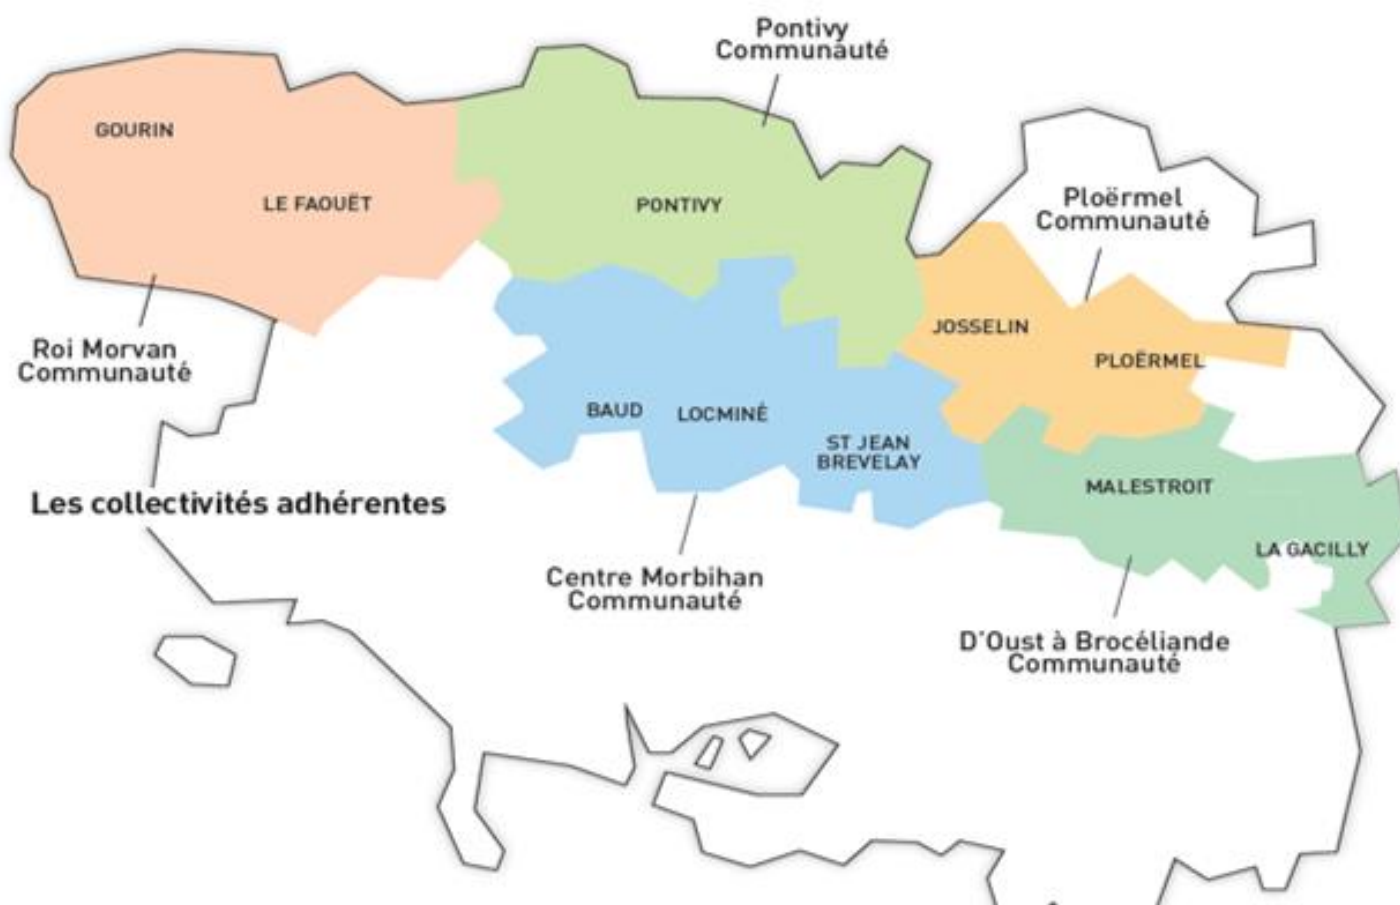 Pontivy
Communauté
GOURIN
LE FAOUËT
PONTIVY
Ploërmel
Communauté
JOSSELIN
PLOËRMEL
Roi Morvan
Communauté
BAUD
LOCMINÉ
ST JEAN
BREVELAY
MALESTROIT
Les collectivités adhérentes
LA GACILLY
Centre Morbihan
Communauté
D'Oust à Brocéliande
Communauté